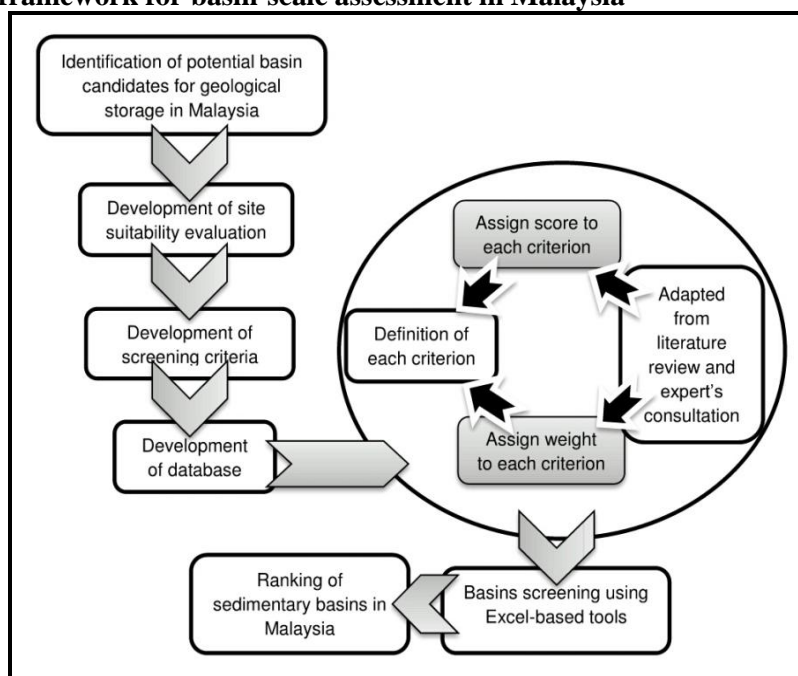 framework for basin-scale assessment in Malaysia
Identification of potential basin
candidates for geological
storage in Malaysia
Development of site
suitability evaluation
Development of
screening criteria
Development
of database
Assign score to
each criterion
Definition of
each criterion
Adapted
from
literature
review and
expert's
consultation
Assign weight
to each criterion
Basins screening using
Excel-based tools
Ranking of
sedimentary basins in
Malaysia